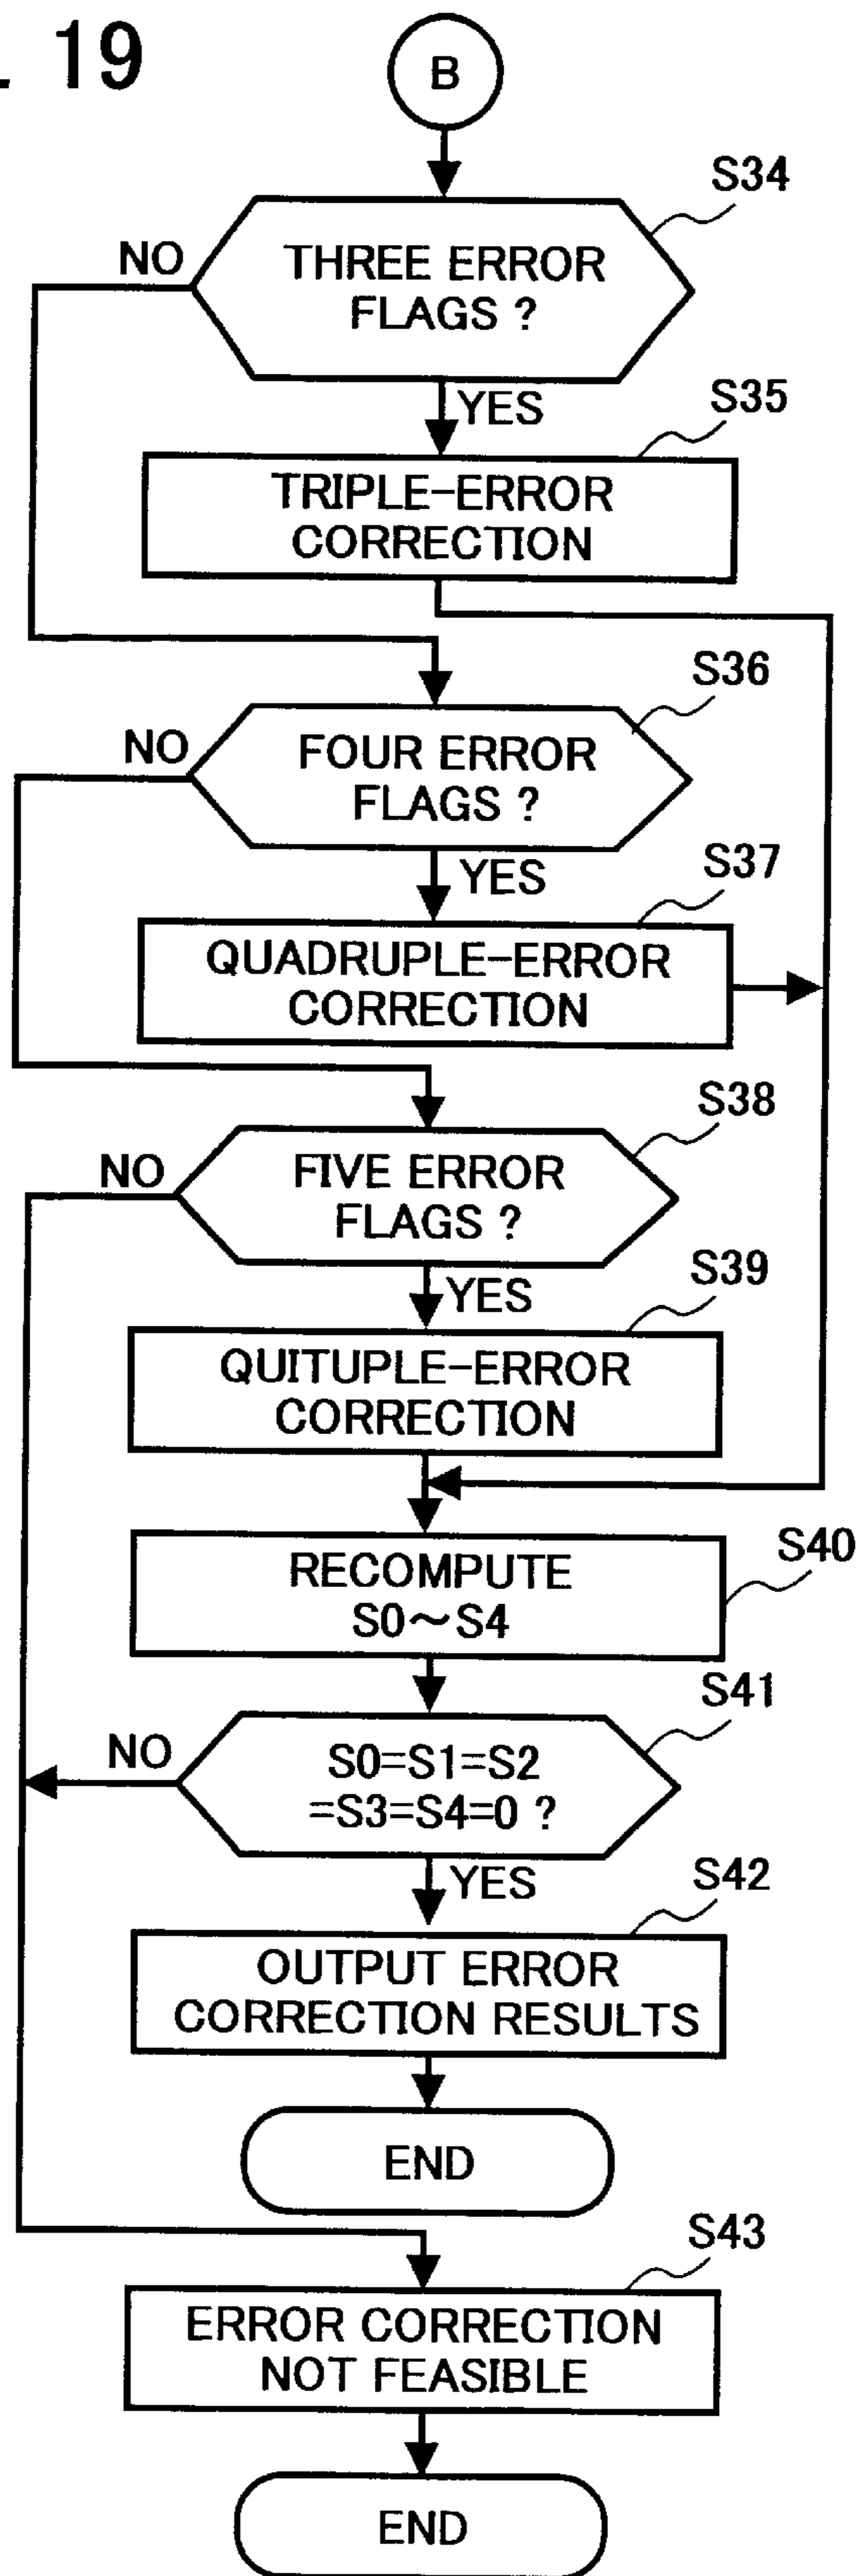 19
B
S34
NO
THREE ERROR
FLAGS ?
YES
S35
TRIPLE-ERROR
CORRECTION
S36
NO
FOUR ERROR
FLAGS ?
YES
S37
QUADRUPLE-ERROR
CORRECTION
S38
NO
FIVE ERROR
FLAGS ?
YES
S39
QUITUPLE-ERROR
CORRECTION
S40
RECOMPUTE
S0~S4
S41
NO
S0=S1=S2
=S3=S4=0 ?
YES
S42
OUTPUT ERROR
CORRECTION RESULTS
END
S43
ERROR CORRECTION
NOT FEASIBLE
END